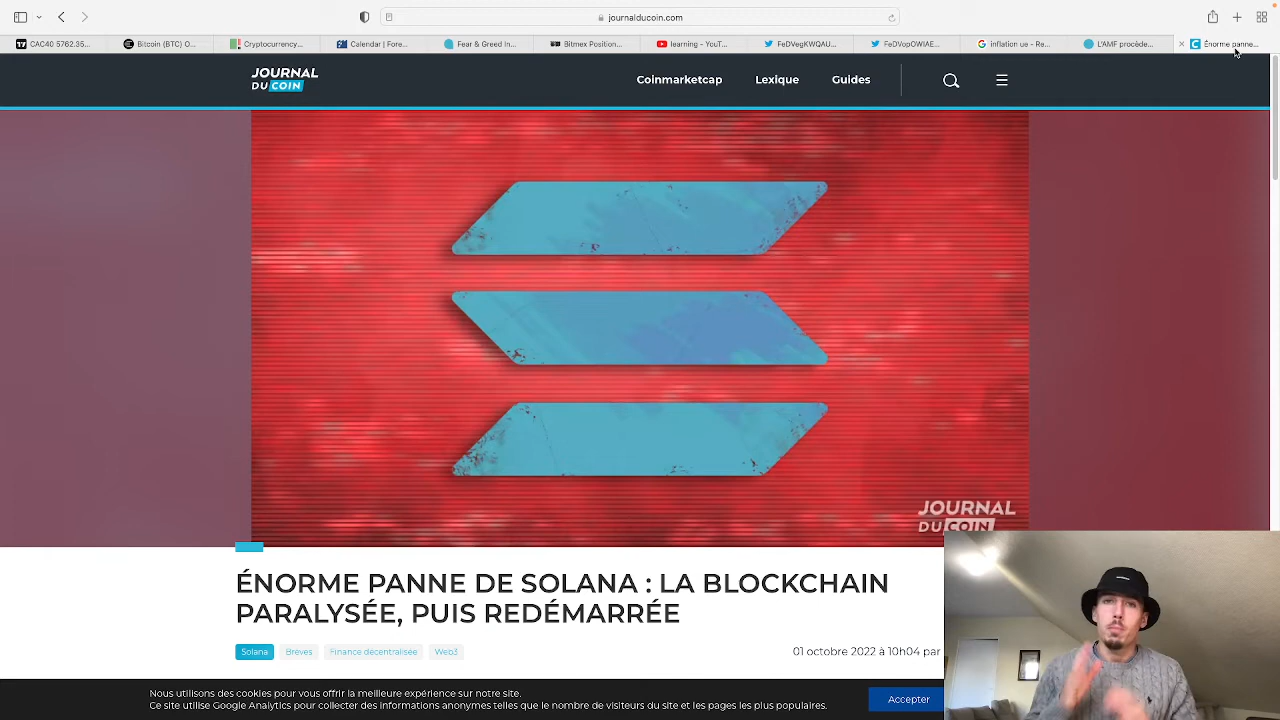 journalducoin.com
CAC40 5762.35...
Bitcoin (BTC) O...
Cryptocurrency...
Calendar | Fore...
Fear & Greed In...
Bitmex Position...
learning - YouT...
FeDVegKWQAU...
FeDVopOWIAE...
inflation ue - Re...
L'AMF procède...
Énorme panne...
JOURNAL
DU COIN
Coinmarketcap
Lexique
Guides
JOURNAL
DU COIN
ÉNORME PANNE DE SOLANA : LA BLOCKCHAIN
PARALYSÉE, PUIS REDÉMARRÉE
Solana
Brèves
Finance décentralisée
Web3
01 octobre 2022 à 10h04 par
Nous utilisons des cookies pour vous offrir la meilleure expérience sur notre site.
Ce site utilise Google Analytics pour collecter des informations anonymes telles que le nombre de visiteurs du site et les pages les plus populaires.
Accepter